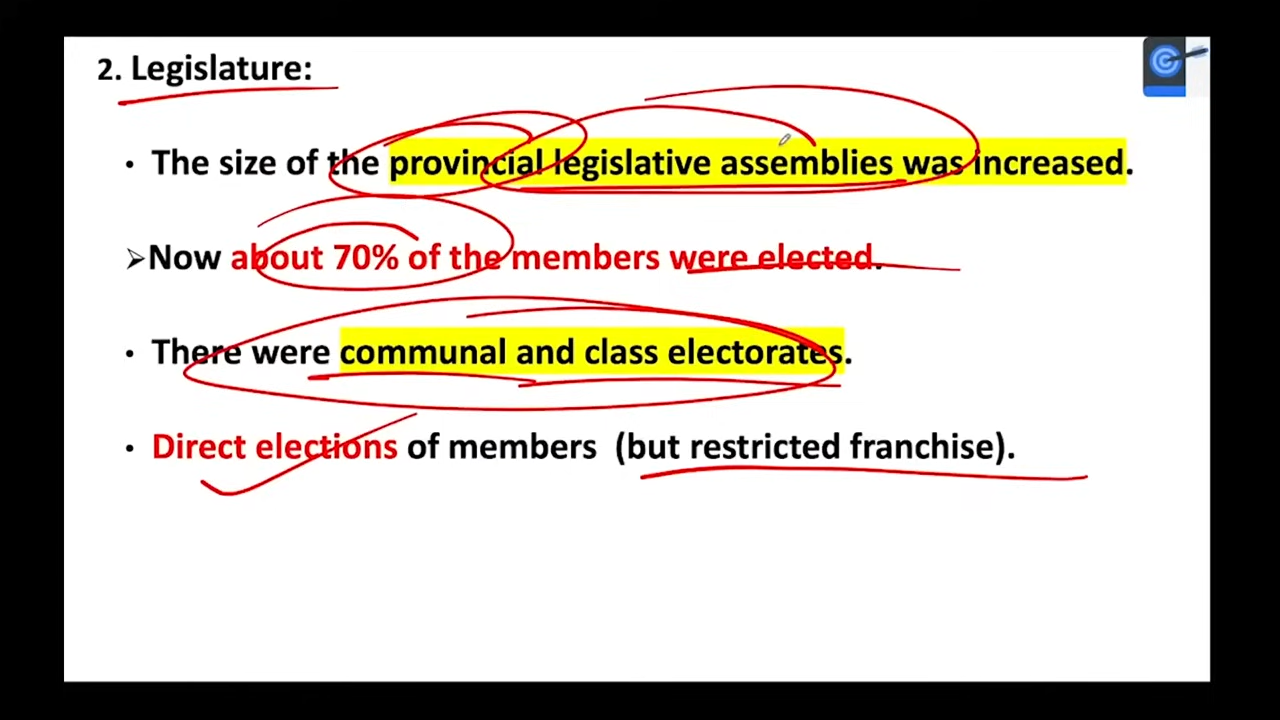 2. Legislature:
• The size of the provincial legislative assemblies was increased.
➢Now about 70% of the members were elected.
• There were communal and class electorates.
• Direct elections of members (but restricted franchise).